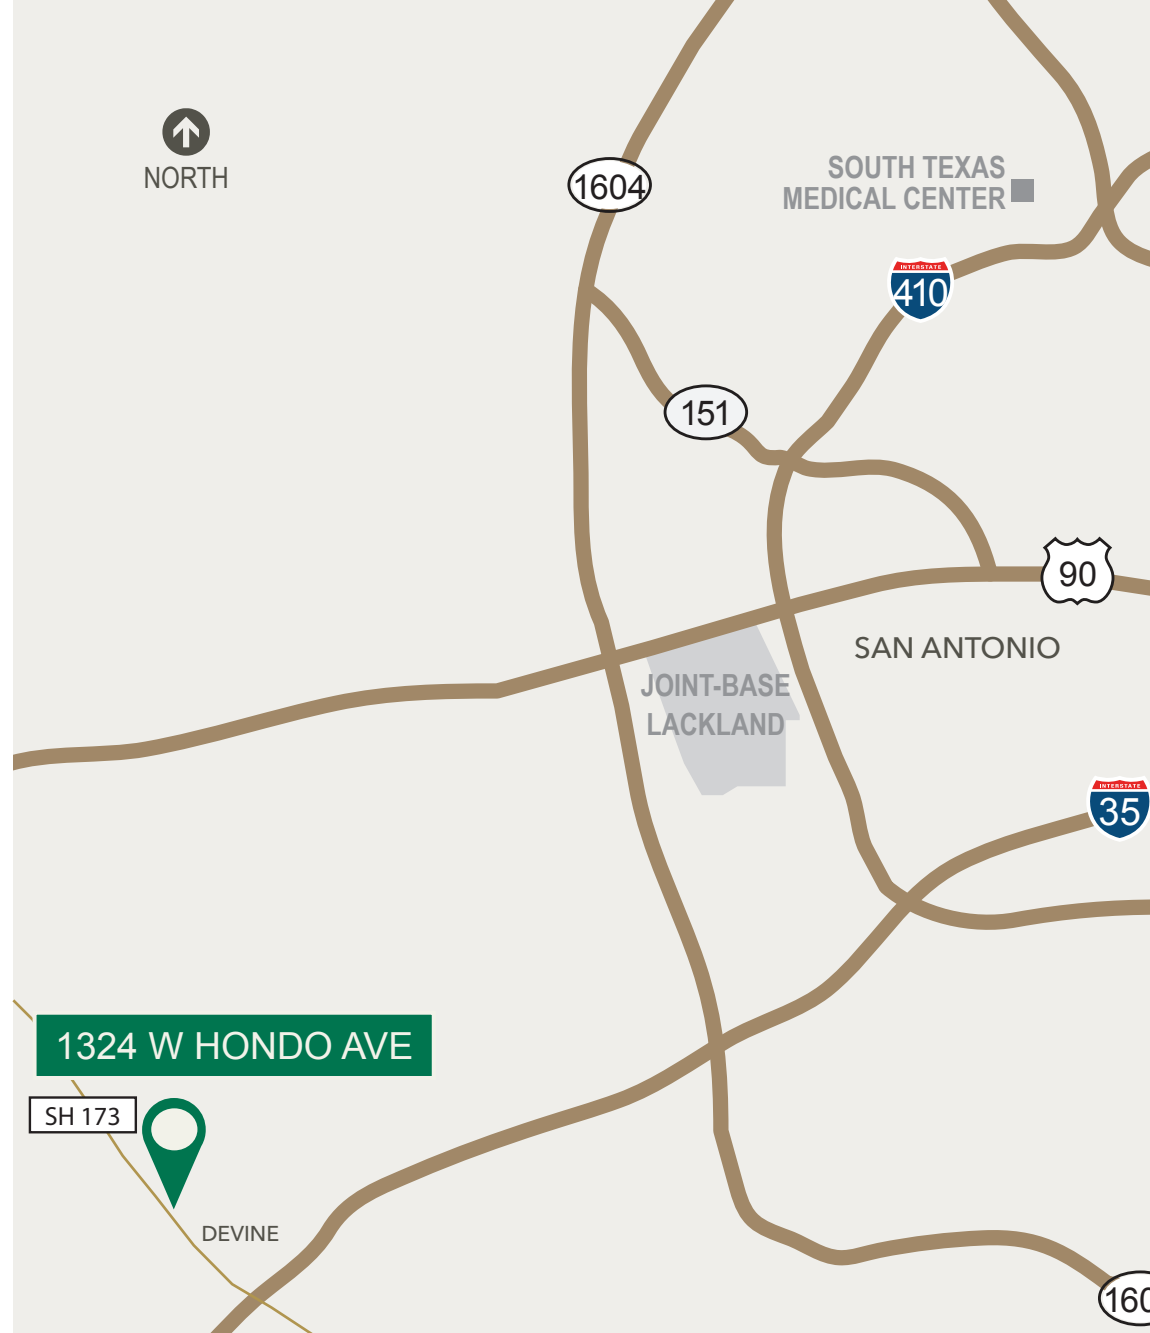 NORTH
1604
SOUTH TEXAS
MEDICAL CENTER
INTERSTATE
410
151
90
SAN ANTONIO
JOINT-BASE
LACKLAND
INTERSTATE
35
1324 W HONDO AVE
SH 173
DEVINE
160